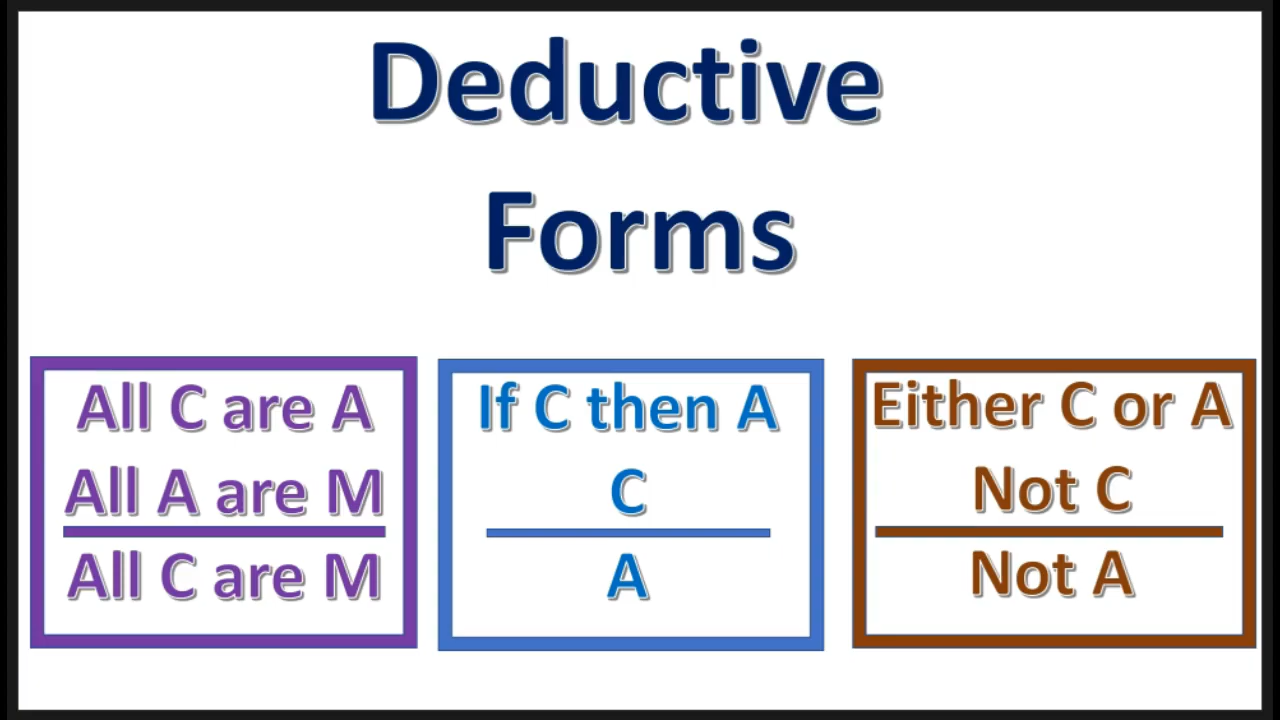 Deductive
Forms
All C are A
All A are M
All C are M
If C then A
C
A
Either C or A
Not C
Not A